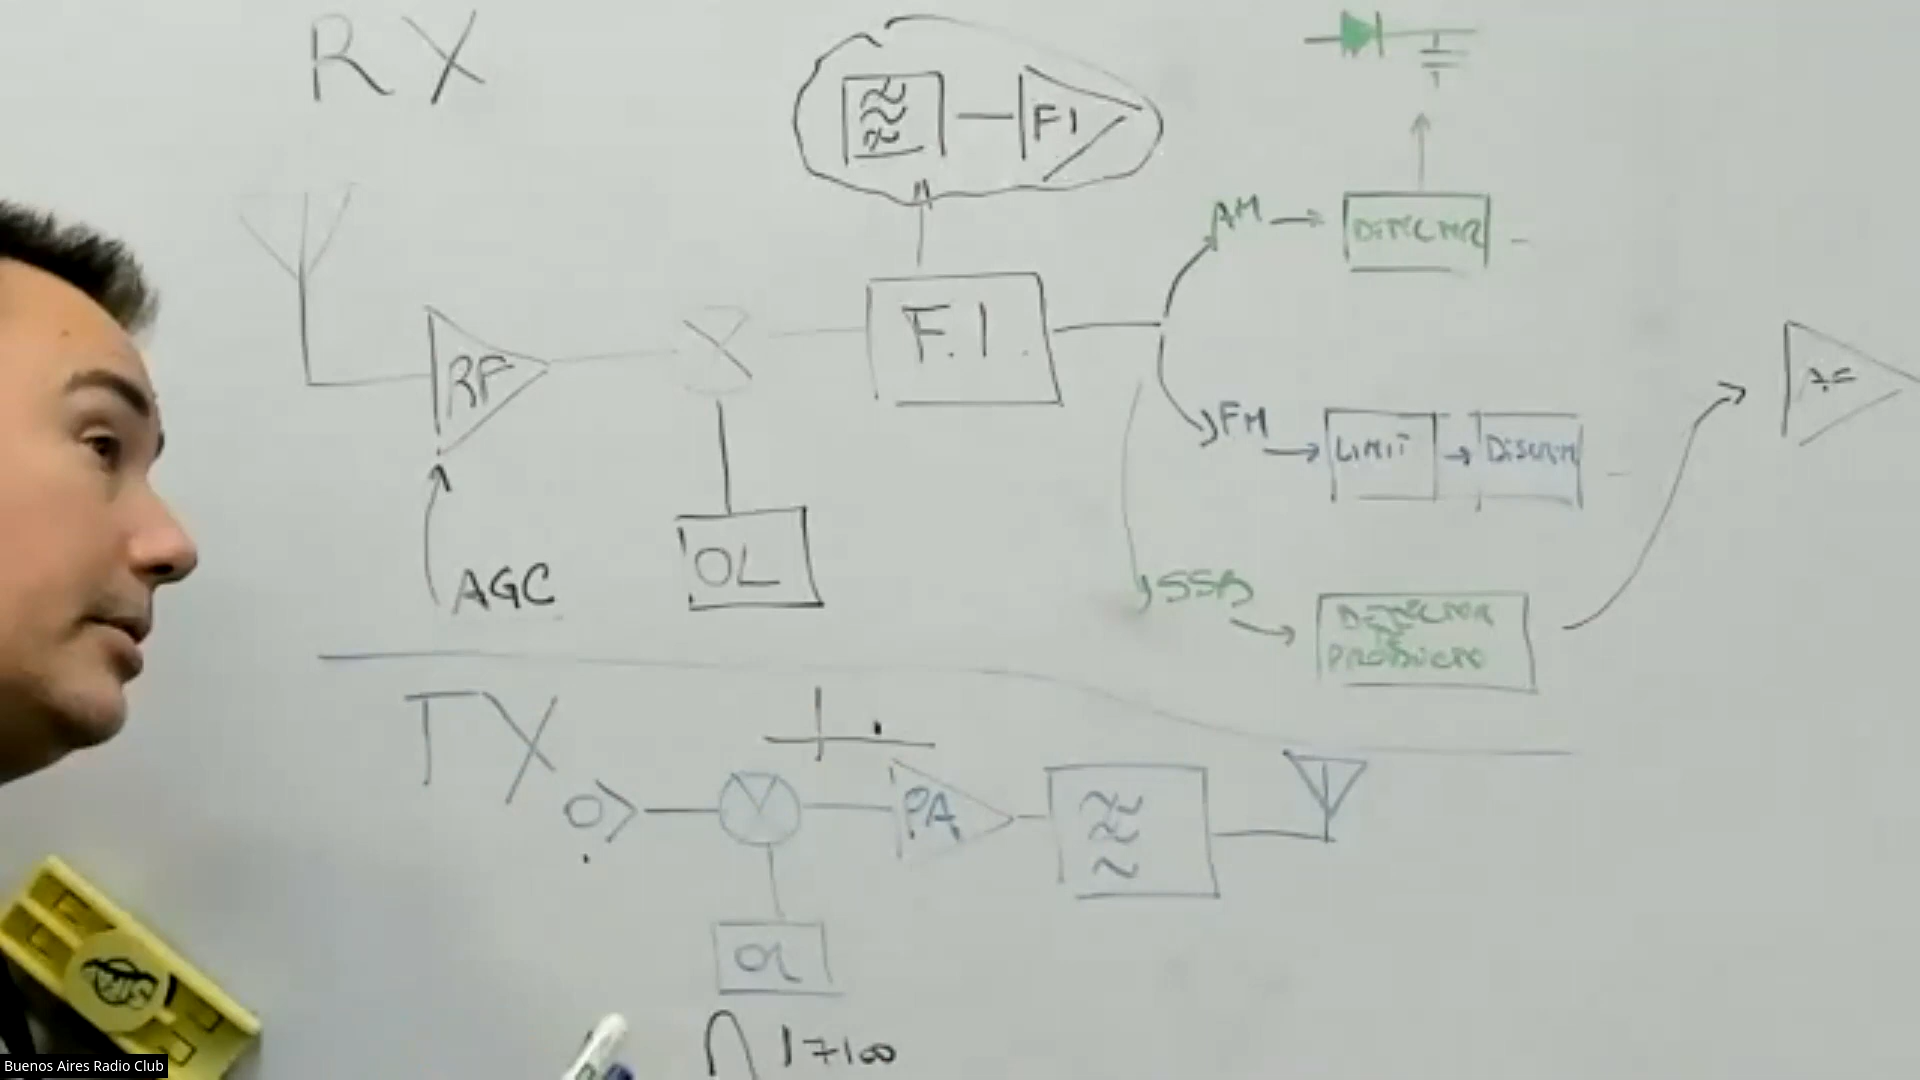 RX
F1
AM
DETECTOR
RF
F.I.
A.F
FM
LIMIT
DISCRIM
OL
AGC
SSB
DETECTOR
DE
PRODUCTO
TX
PA
OL
17100
Buenos Aires Radio Club